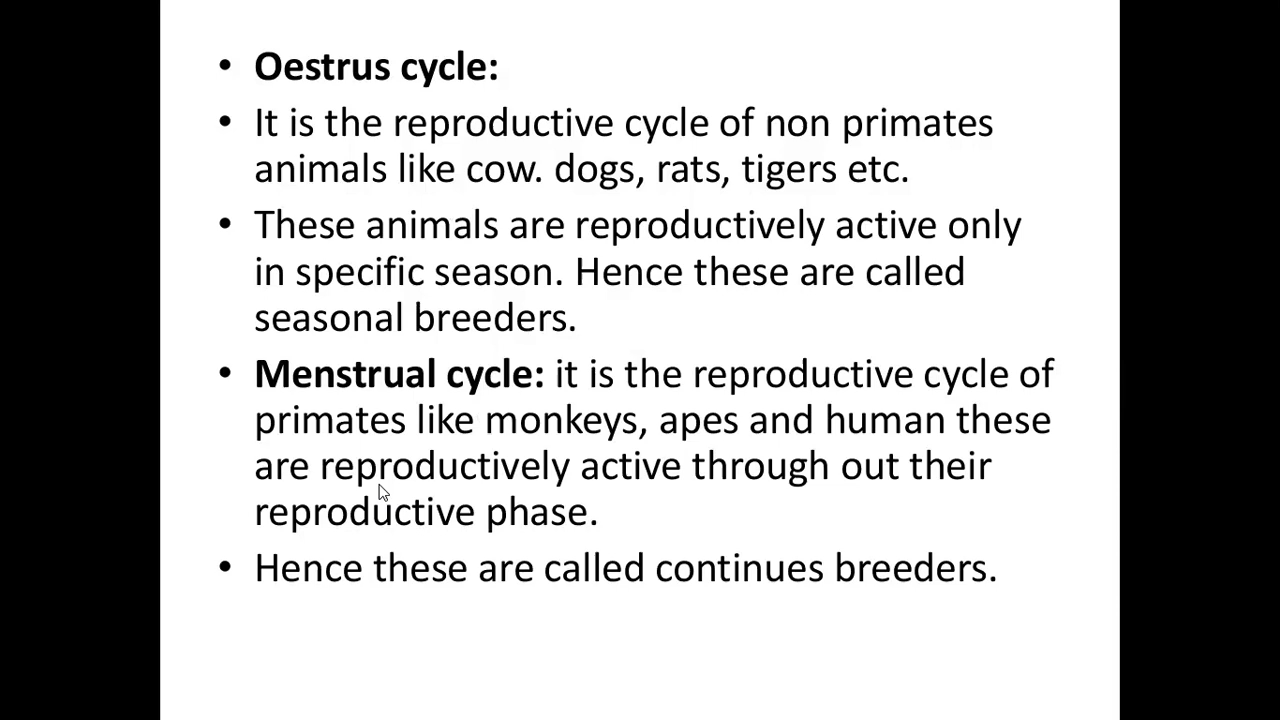 • Oestrus cycle:
• It is the reproductive cycle of non primates
animals like cow. dogs, rats, tigers etc.
• These animals are reproductively active only
in specific season. Hence these are called
seasonal breeders.
• Menstrual cycle: it is the reproductive cycle of
primates like monkeys, apes and human these
are reproductively active through out their
reproductive phase.
• Hence these are called continues breeders.